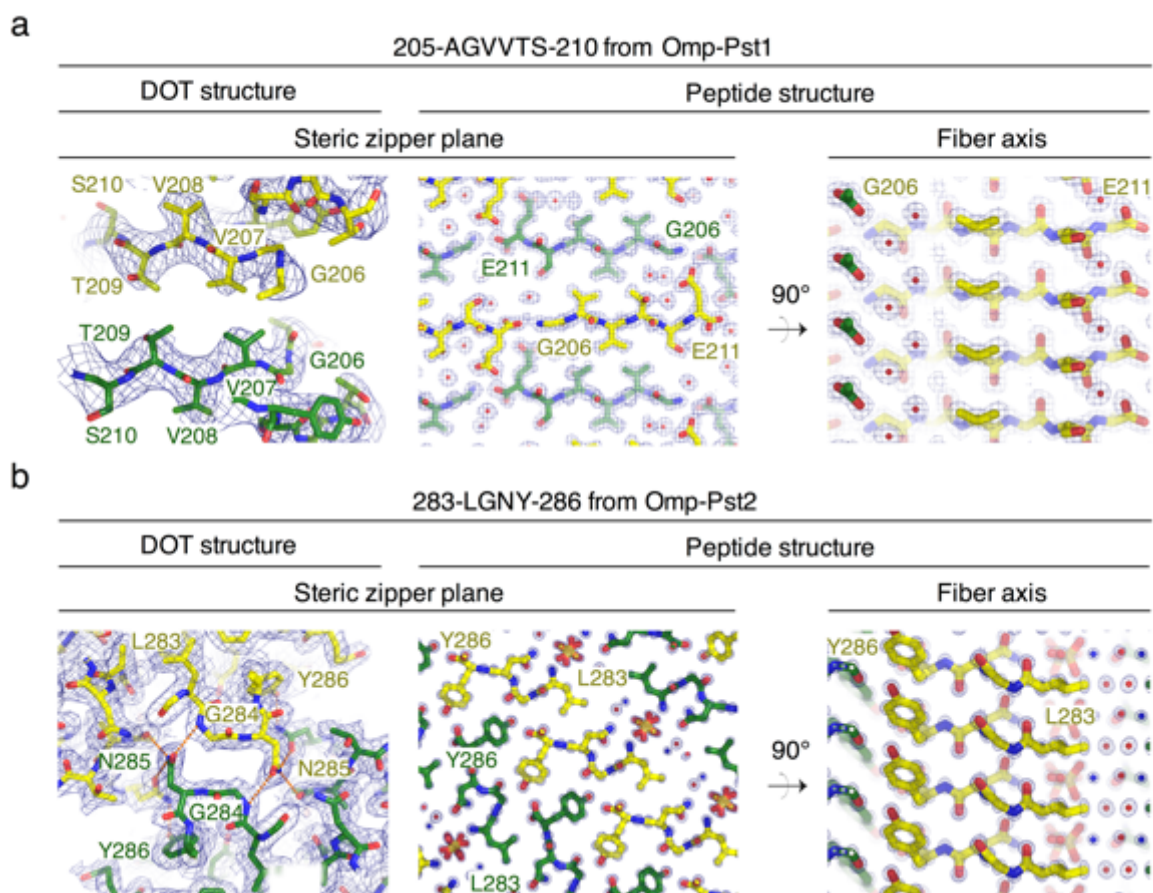 a
205-AGVVTS-210 from Omp-Pst1
DOT structure
Peptide structure
Steric zipper plane
Fiber axis
S210
V208
V207
G206
T209
T209
G206
V207
S210
V208
G206
E211
G206
E211
90°
G206
E211
b
283-LGNY-286 from Omp-Pst2
DOT structure
Peptide structure
Steric zipper plane
Fiber axis
L283
Y286
G284
N285
N285
G284
Y286
Y286
L283
Y286
L283
90°
Y286
L283